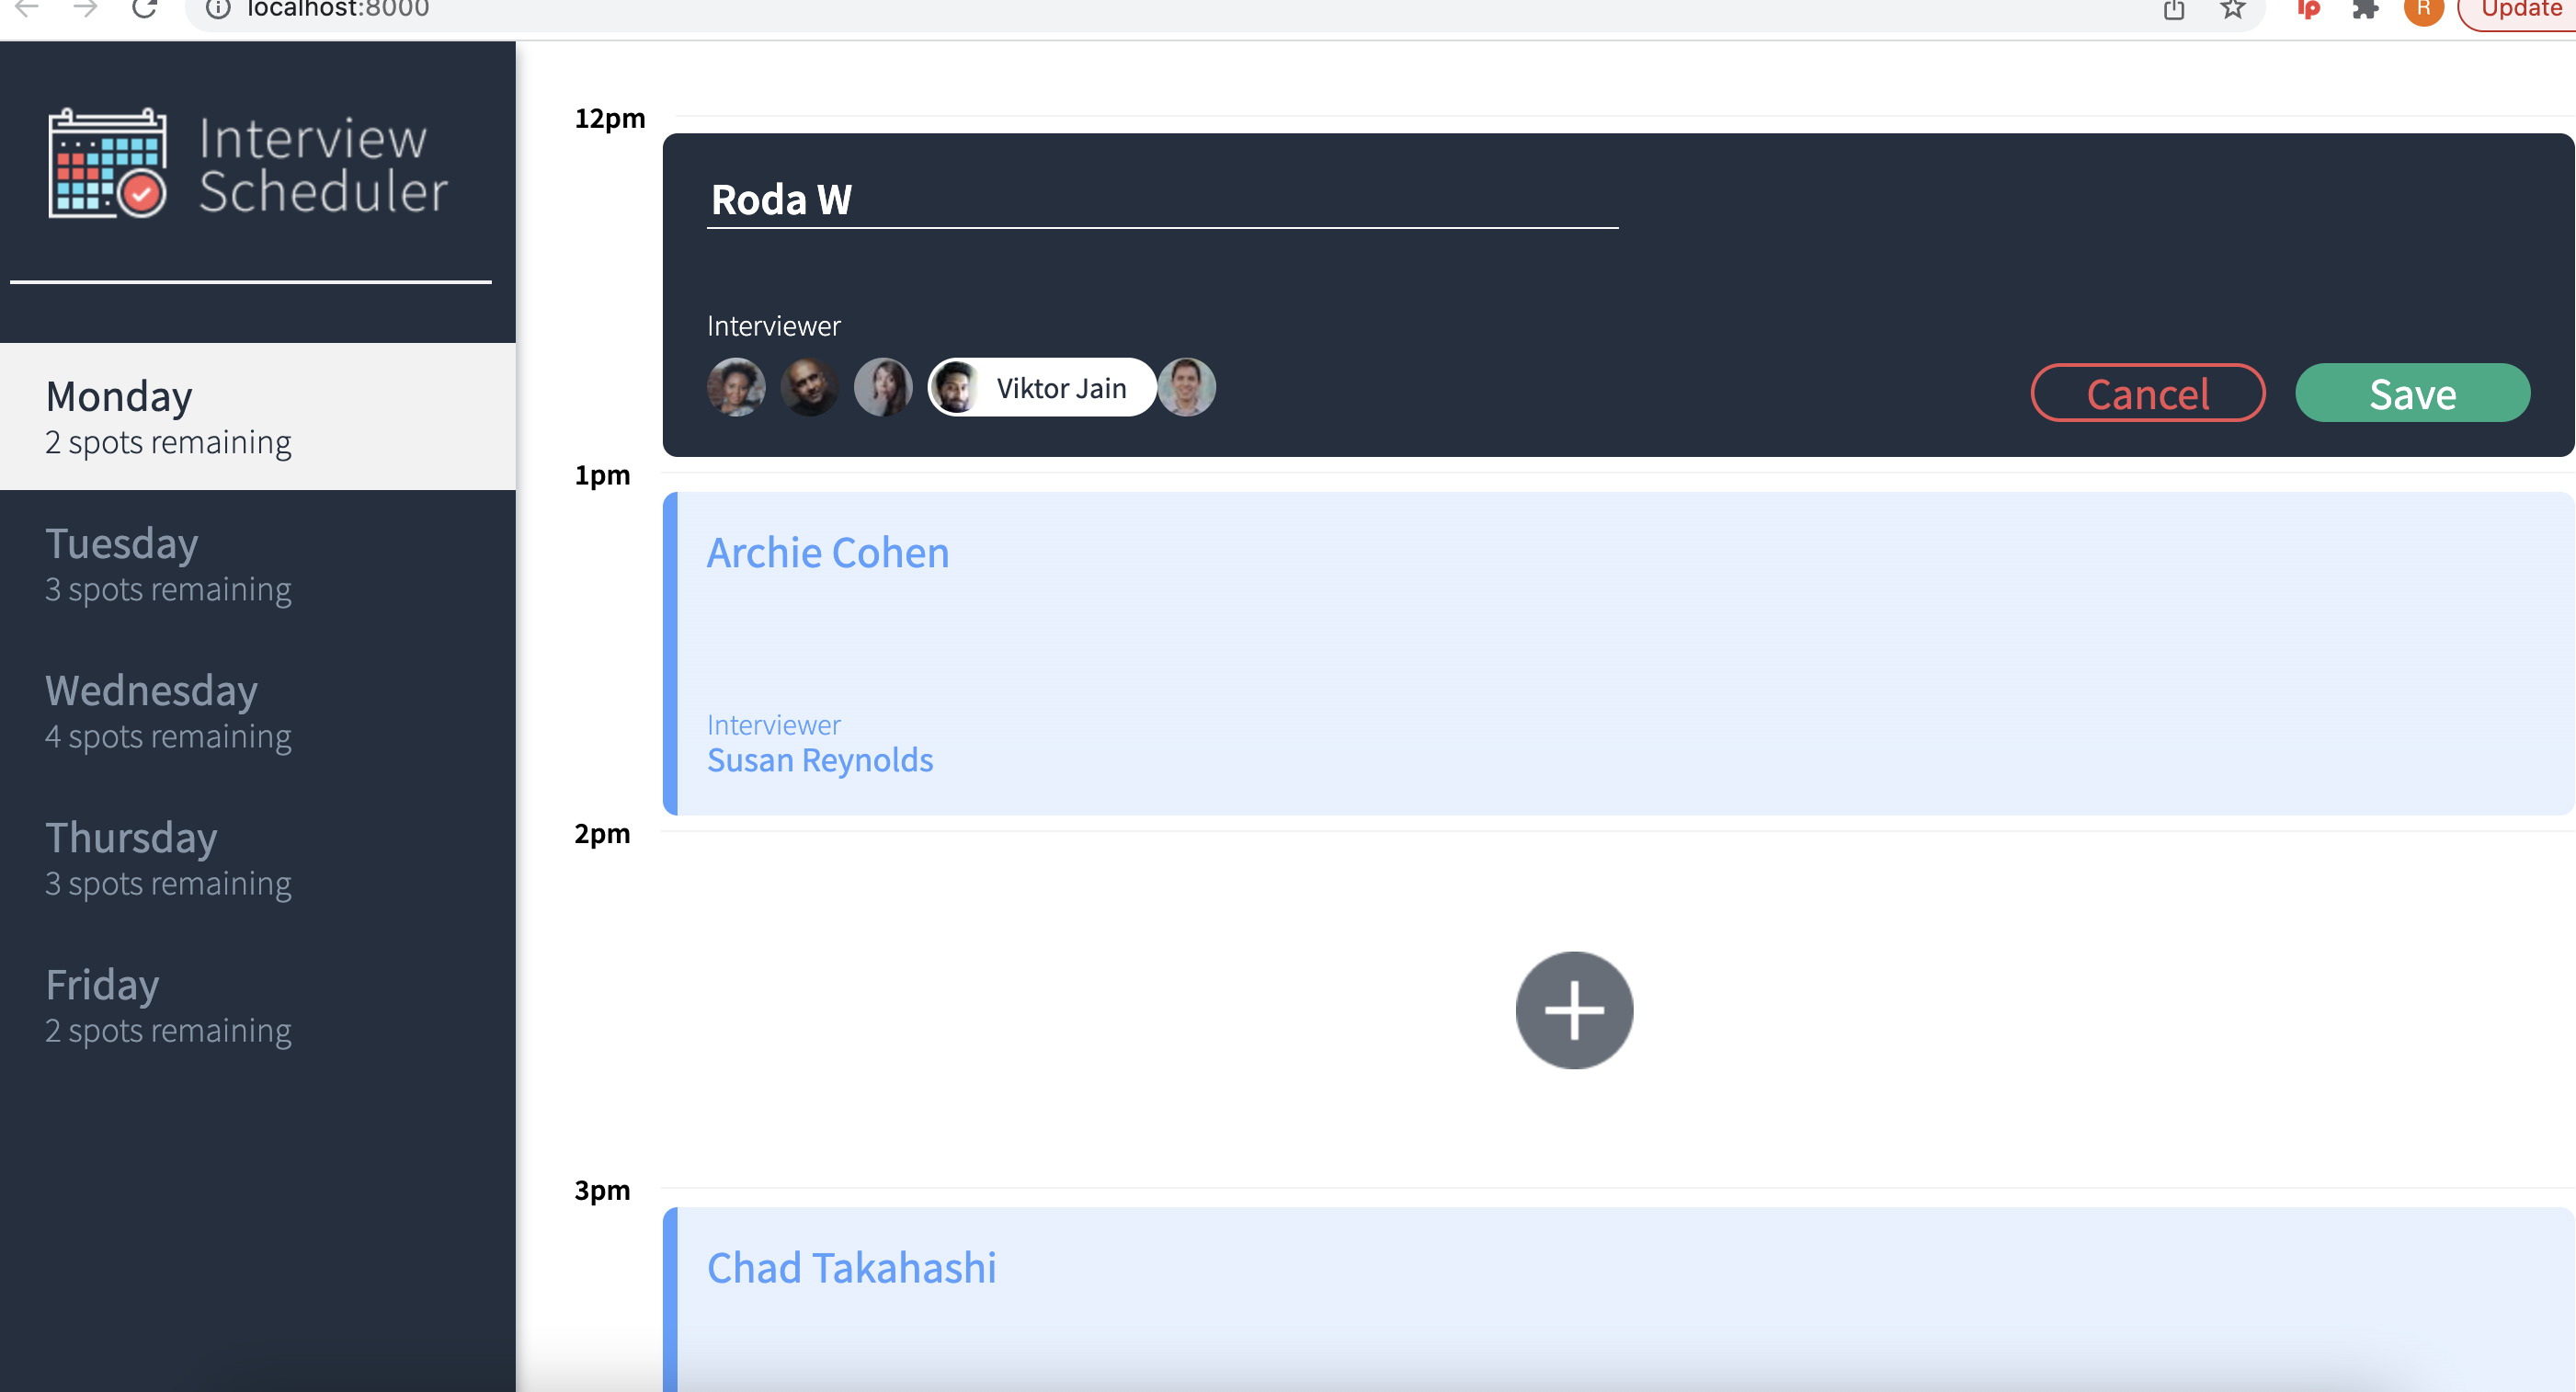 localhost:8000
R
Update
Interview
Scheduler
Monday
2 spots remaining
Tuesday
3 spots remaining
Wednesday
4 spots remaining
Thursday
3 spots remaining
Friday
2 spots remaining
12pm
Roda W
Interviewer
Viktor Jain
Cancel
Save
1pm
Archie Cohen
Interviewer
Susan Reynolds
2pm
3pm
Chad Takahashi